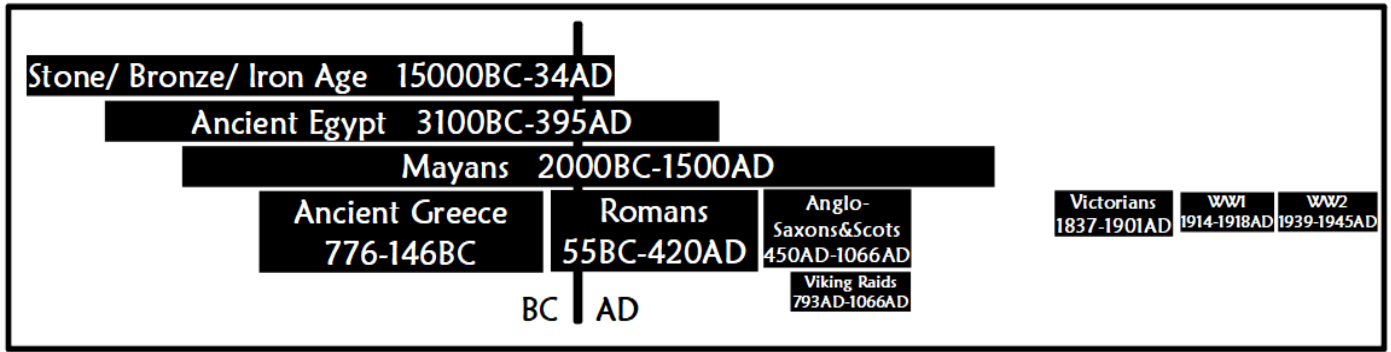 Stone/ Bronze/ Iron Age 15000BC-34AD
Ancient Egypt 3100BC-395AD
Mayans 2000BC-1500AD
Ancient Greece
776-146BC
Romans
55BC-420AD
Anglo-
Saxons&Scots
450AD-1066AD
Viking Raids
793AD-1066AD
Victorians
1837-1901AD
WW1
1914-1918AD
WW2
1939-1945AD
BC AD